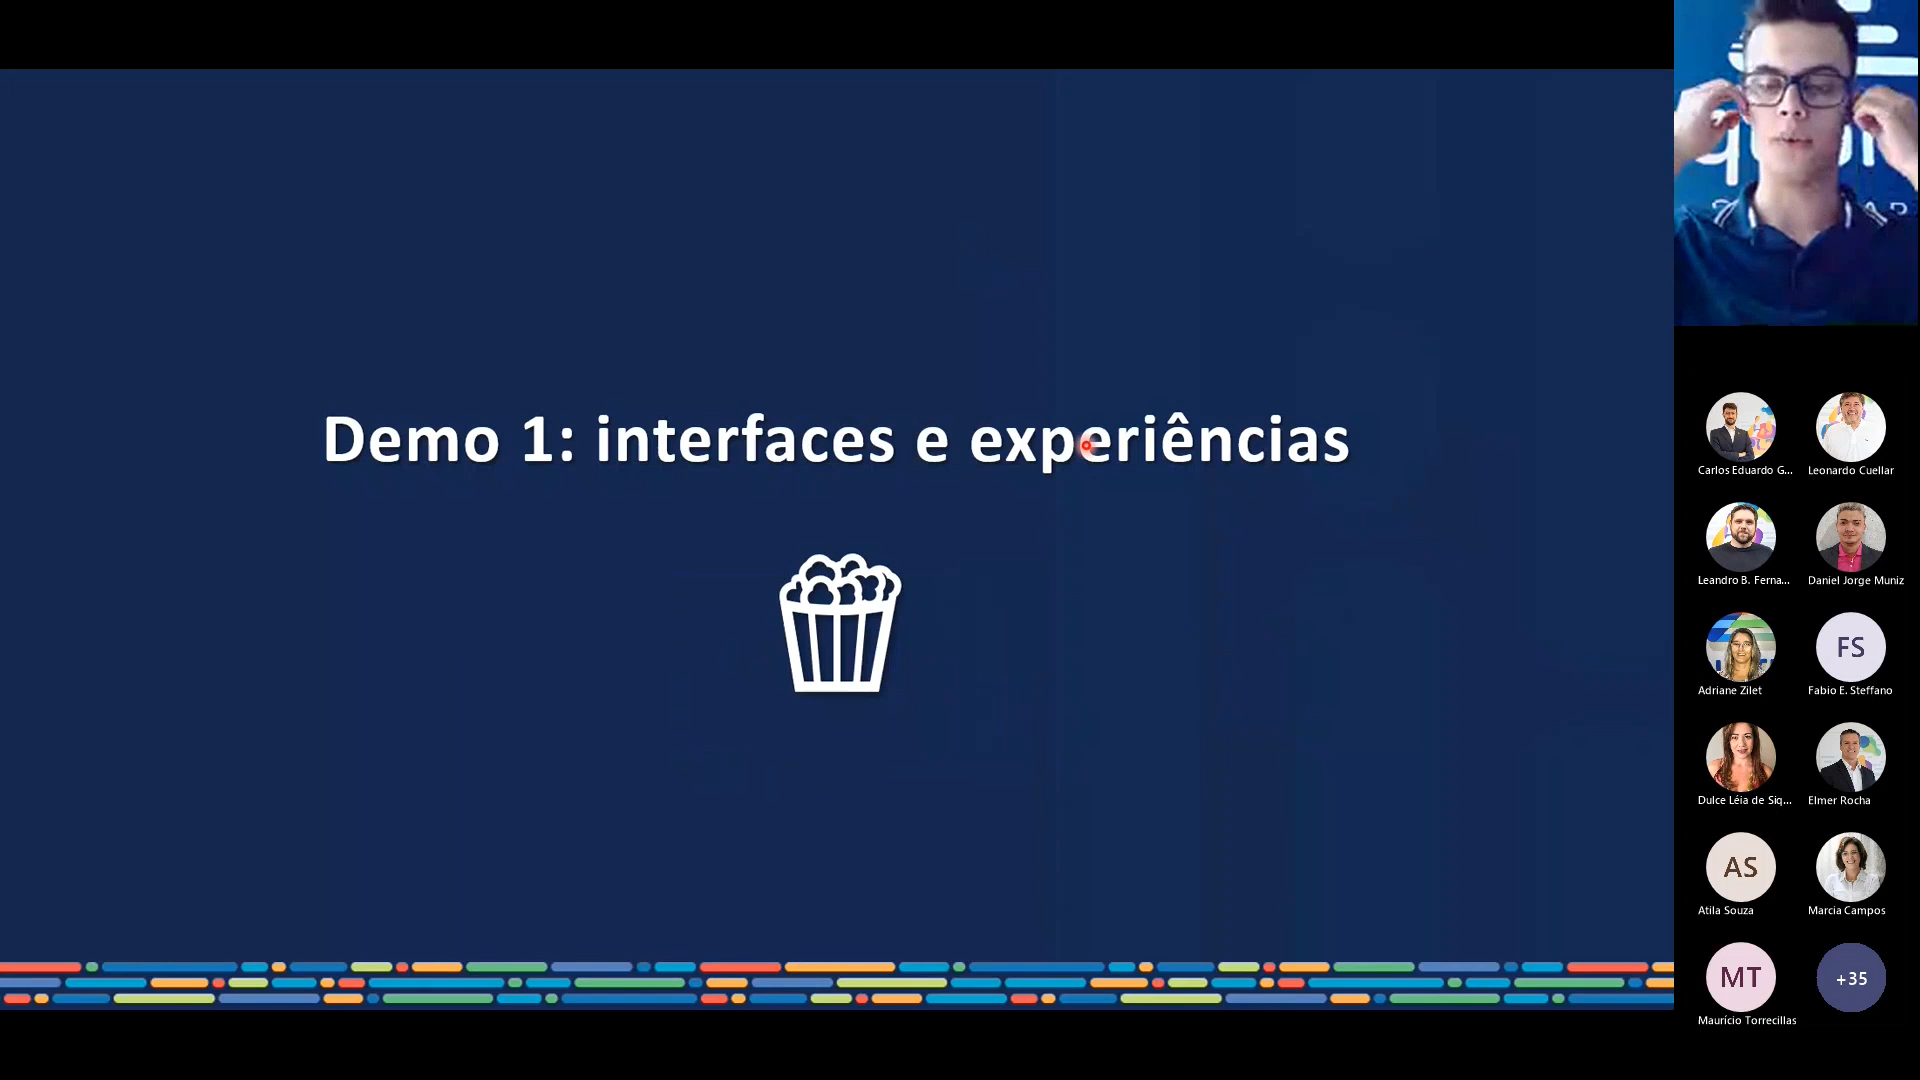 Demo 1: interfaces e experiências
Carlos Eduardo G...
Leonardo Cuellar
Leandro B. Ferna...
Daniel Jorge Muniz
Adriane Zilet
FS
Fabio E. Steffano
Dulce Léia de Siq...
Elmer Rocha
AS
Atila Souza
Marcia Campos
MT
Maurício Torrecillas
+35